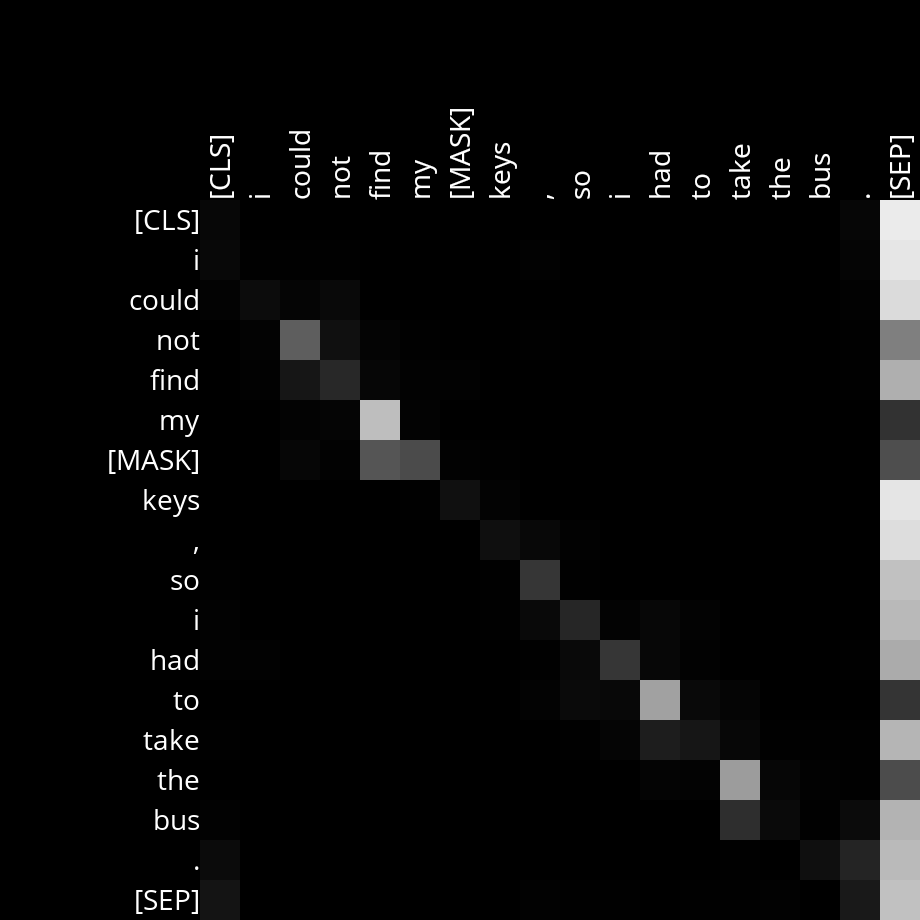 [CLS] i could not find my [MASK] keys , so i had to take the bus . [SEP]
[CLS]
i
could
not
find
my
[MASK]
keys
,
so
i
had
to
take
the
bus
.
[SEP]